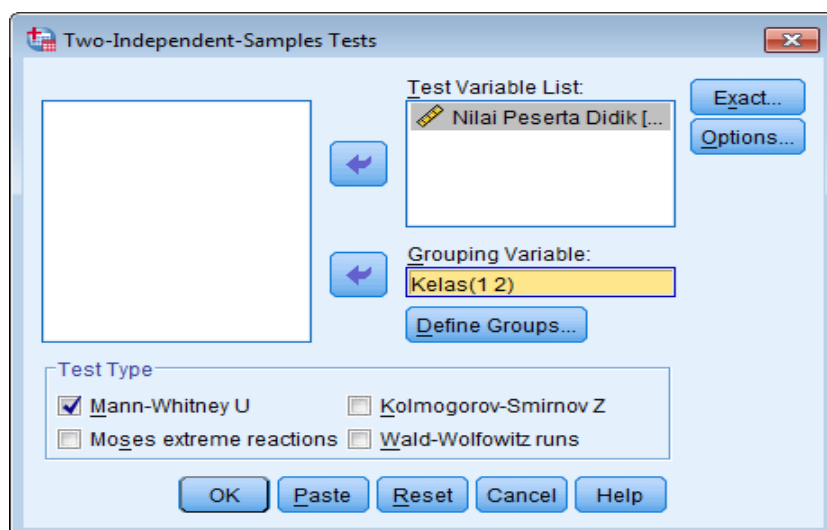 Two-Independent-Samples Tests
Test Variable List:
Nilai Peserta Didik [...
Exact...
Options...
Grouping Variable:
Kelas(1 2)
Define Groups...
Test Type
Mann-Whitney U
Kolmogorov-Smirnov Z
Moses extreme reactions
Wald-Wolfowitz runs
OK
Paste
Reset
Cancel
Help